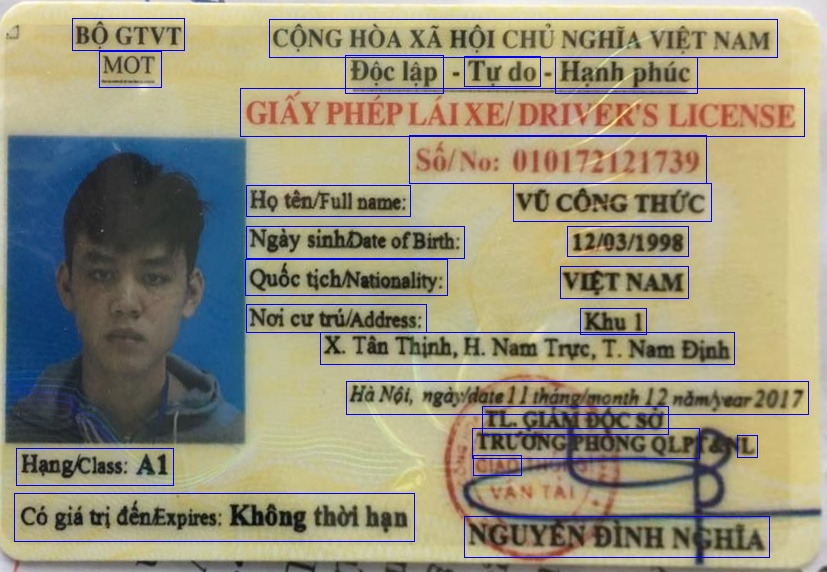 BỘ GTVT
MOT
CỘNG HÒA XÃ HỘI CHỦ NGHĨA VIỆT NAM
Độc lập - Tự do - Hạnh phúc
GIẤY PHÉP LÁI XE/ DRIVER'S LICENSE
Số/No: 010172121739
Họ tên/Full name: VŨ CÔNG THỨC
Ngày sinh/Date of Birth: 12/03/1998
Quốc tịch/Nationality: VIỆT NAM
Nơi cư trú/Address: Khu 1
X. Tân Thịnh, H. Nam Trực, T. Nam Định
Hà Nội, ngày/date 11 tháng/month 12 năm/year 2017
TL. GIÁM ĐỐC SỞ
TRƯỞNG PHÒNG QLPT&NL
GIAO THÔNG
VẬN TẢI
NGUYỄN ĐÌNH NGHĨA
Hạng/Class: A1
Có giá trị đến/Expires: Không thời hạn